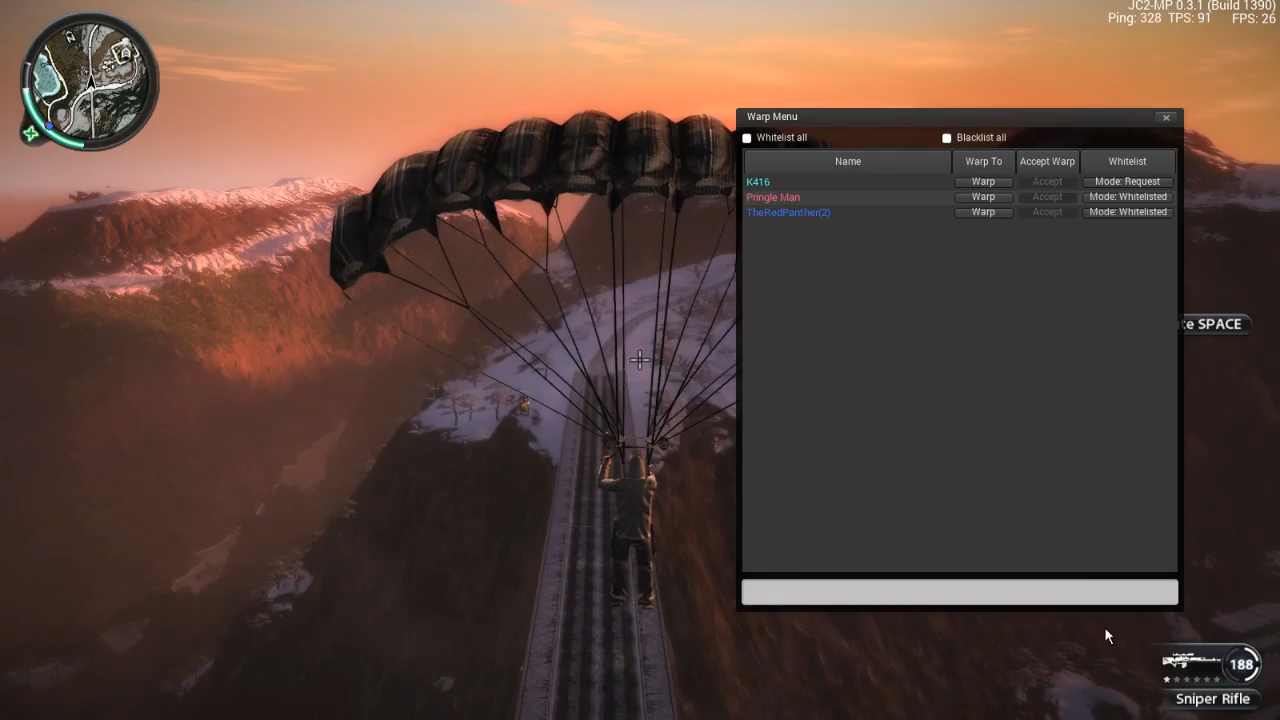 JC2-MP 0.3.1 (Build 1390)
Ping: 328 TPS: 91 FPS: 26
Warp Menu
Whitelist all Blacklist all
Name Warp To Accept Warp Whitelist
K416 Warp Accept Mode: Request
Pringle Man Warp Accept Mode: Whitelisted
TheRedPanther(2) Warp Accept Mode: Whitelisted
SPACE
188
Sniper Rifle